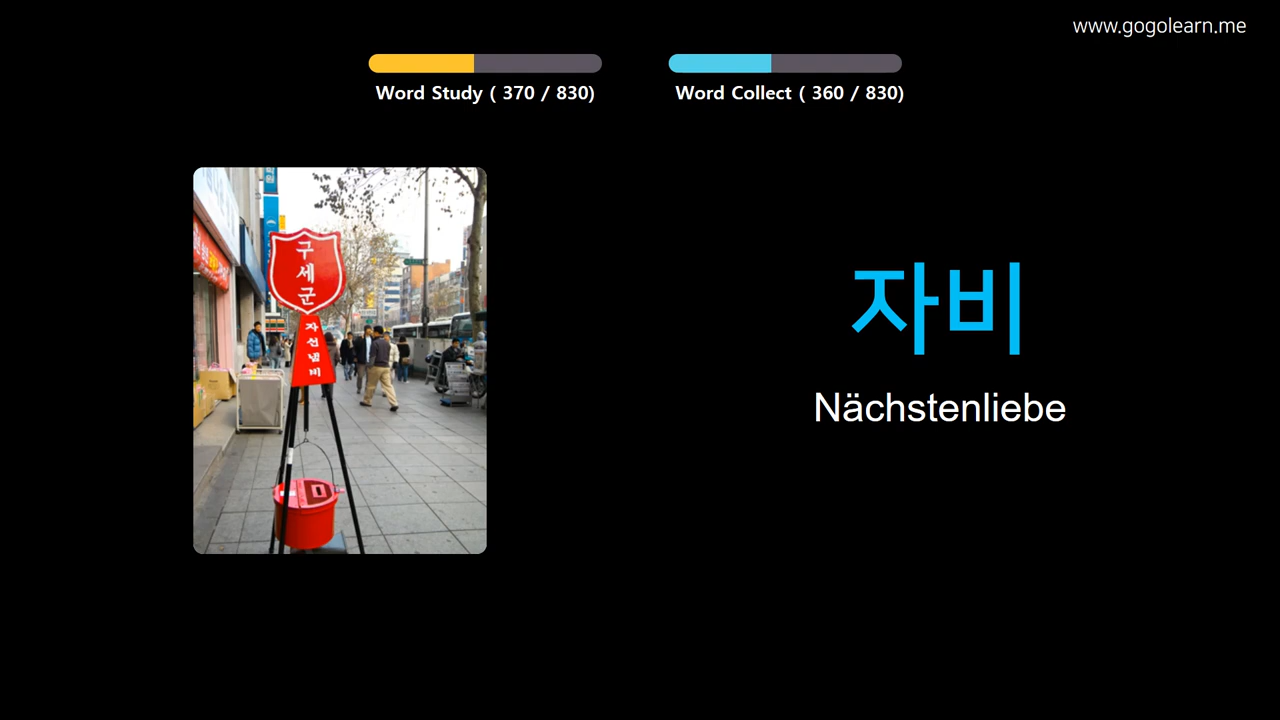 www.gogolearn.me
Word Study ( 370 / 830)
Word Collect ( 360 / 830)
구
세
군
자
선
냄
비
자비
Nächstenliebe